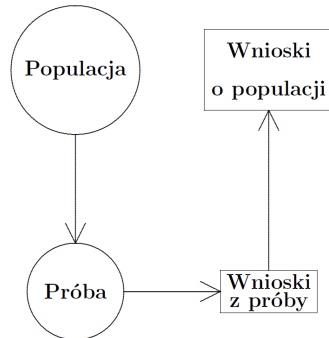 Populacja
Wnioski
o populacji
Próba
Wnioski
z próby